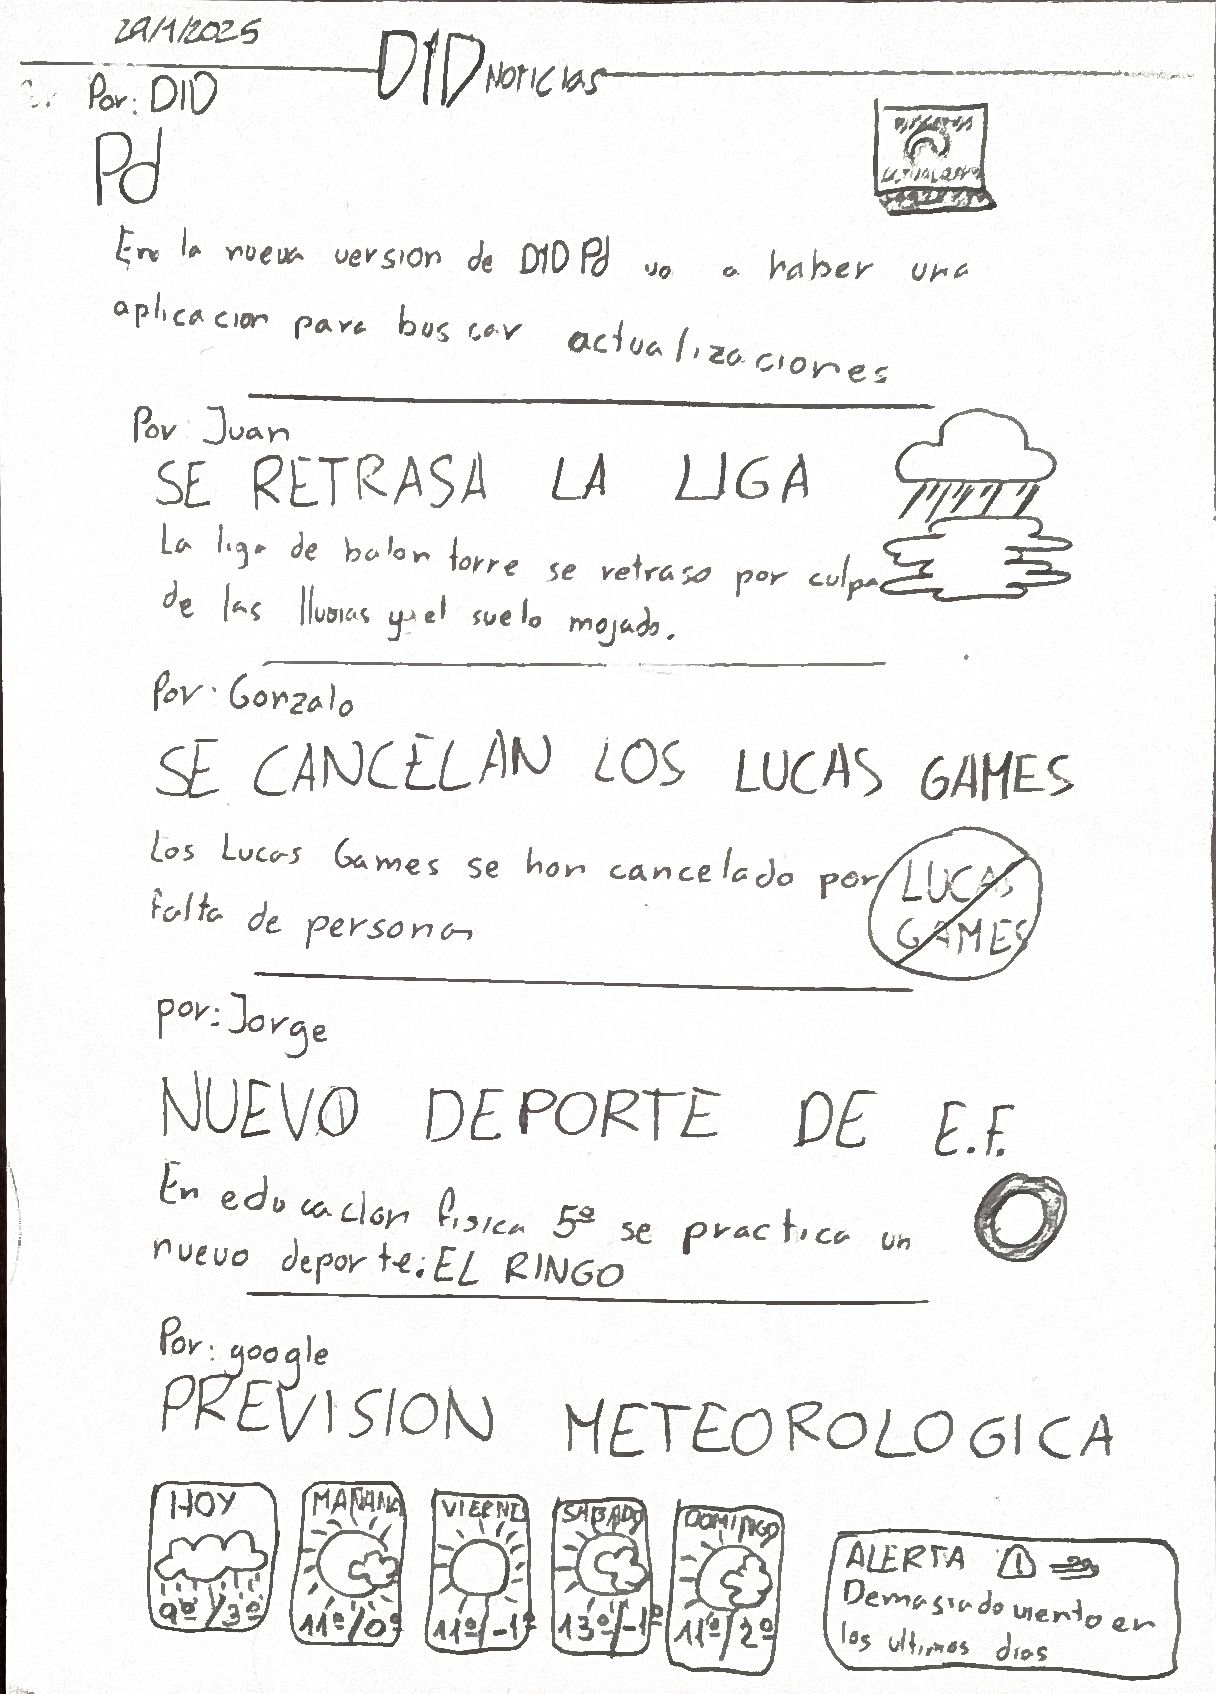 29/1/2025
D1D NOTICIAS
Por: D1D
Pd
En la nueva version de D1D Pd va a haber una
aplicacion para buscar actualizaciones
Por Juan
SE RETRASA LA LIGA
La liga de balon torre se retraso por culpa
de las lluvias y el suelo mojado.
Por: Gonzalo
SE CANCELAN LOS LUCAS GAMES
Los Lucas Games se han cancelado por
falta de personas
LUCAS
GAMES
por: Jorge
NUEVO DEPORTE DE E.F.
En educacion fisica 5º se practica un
nuevo deporte: EL RINGO
Por: google
PREVISION METEOROLOGICA
HOY
9º/3º
MAÑANA
11º/0º
VIERNES
11º/-1º
SABADO
13º/-1º
DOMINGO
11º/2º
ALERTA !
Demasiado viento en
los ultimos dias